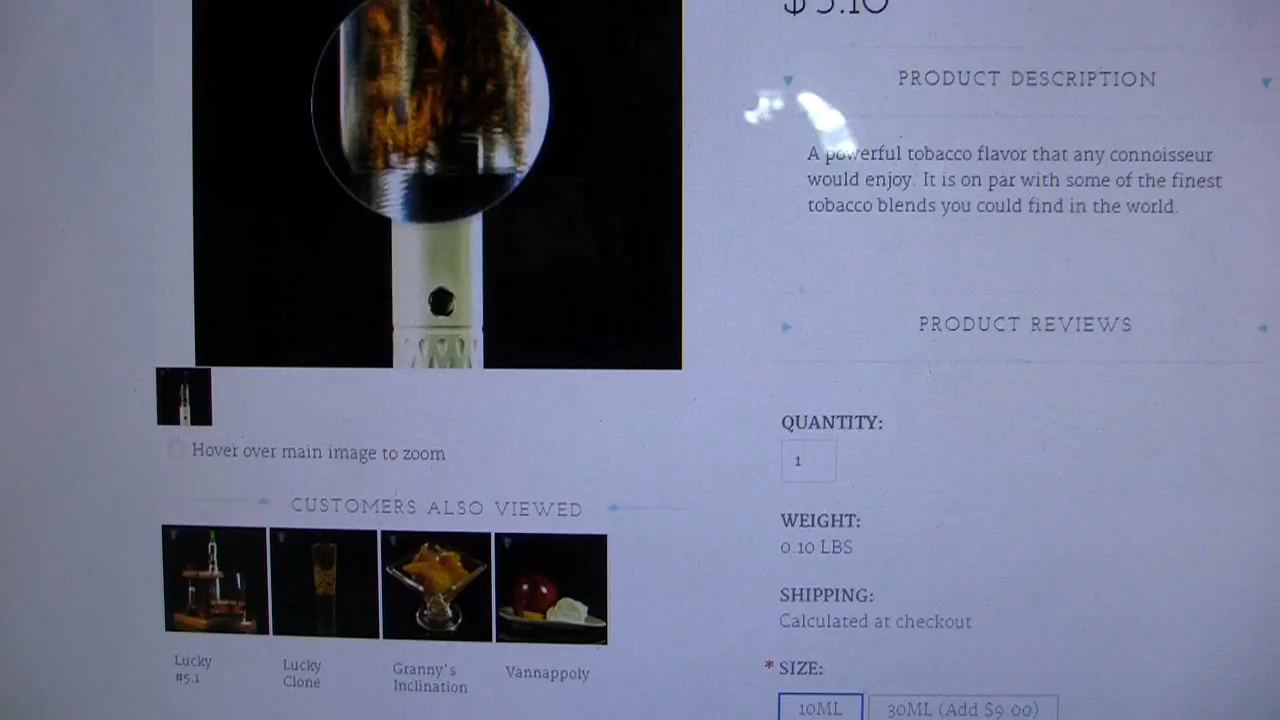 PRODUCT DESCRIPTION
A powerful tobacco flavor that any connoisseur
would enjoy. It is on par with some of the finest
tobacco blends you could find in the world.
PRODUCT REVIEWS
QUANTITY:
1
WEIGHT:
0.10 LBS
SHIPPING:
Calculated at checkout
* SIZE:
10ML
30ML (Add $9.00)
Hover over main image to zoom
CUSTOMERS ALSO VIEWED
Lucky
#5.1
Lucky
Clone
Granny's
Inclination
Vannappoly